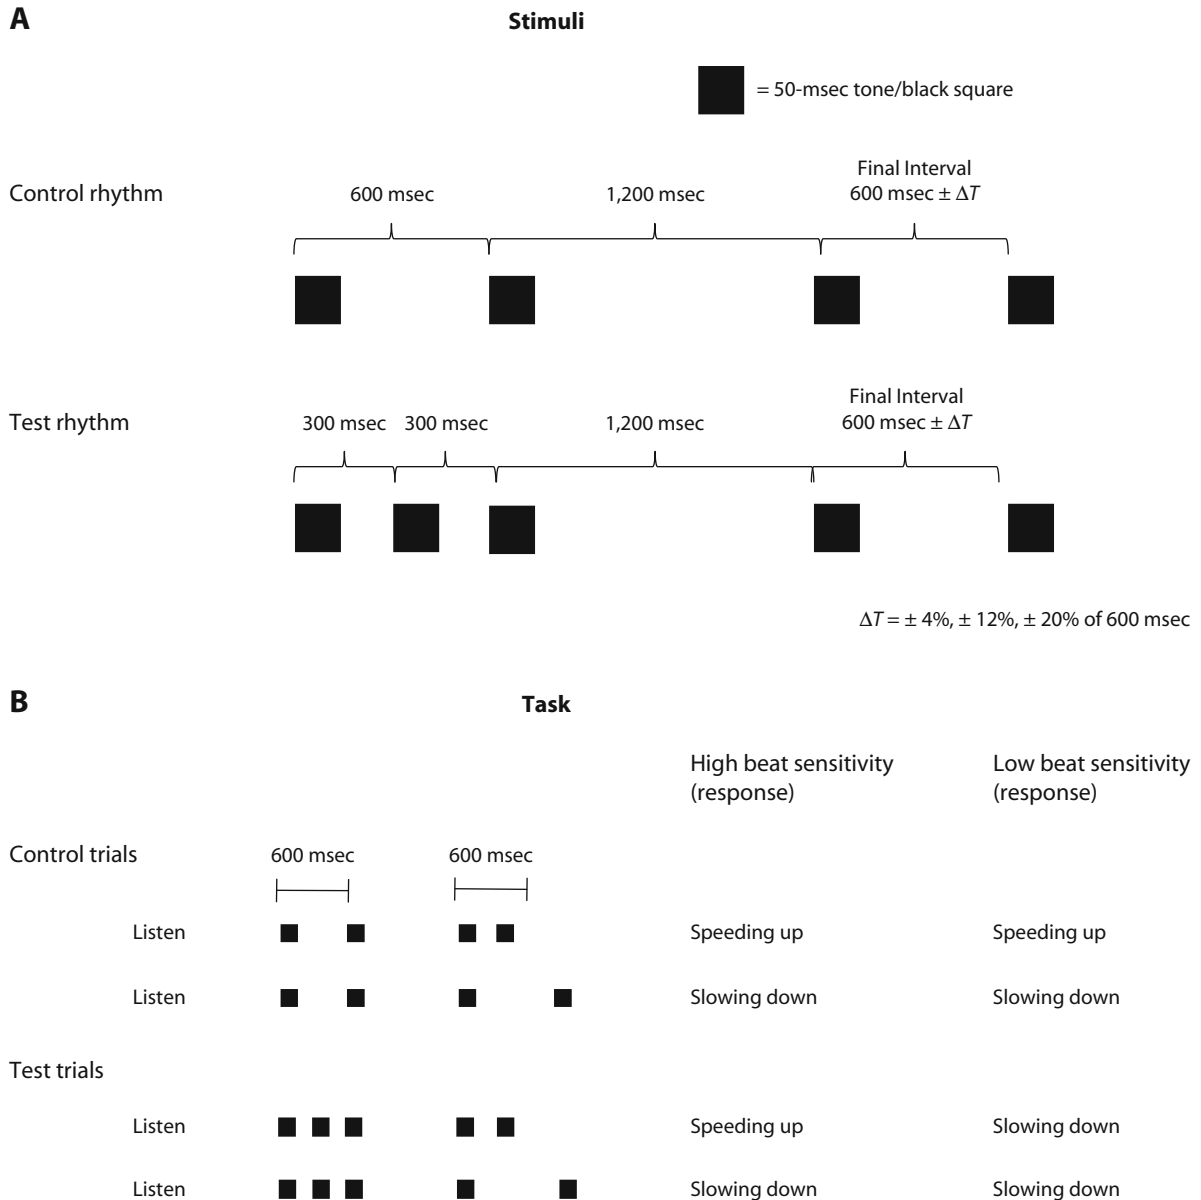 A
Stimuli
= 50-msec tone/black square
Control rhythm
600 msec
1,200 msec
Final Interval
600 msec ± ΔT
Test rhythm
300 msec
300 msec
1,200 msec
Final Interval
600 msec ± ΔT
ΔT = ± 4%, ± 12%, ± 20% of 600 msec
B
Task
High beat sensitivity
(response)
Low beat sensitivity
(response)
Control trials
600 msec
600 msec
Listen
Speeding up
Speeding up
Listen
Slowing down
Slowing down
Test trials
Listen
Speeding up
Slowing down
Listen
Slowing down
Slowing down